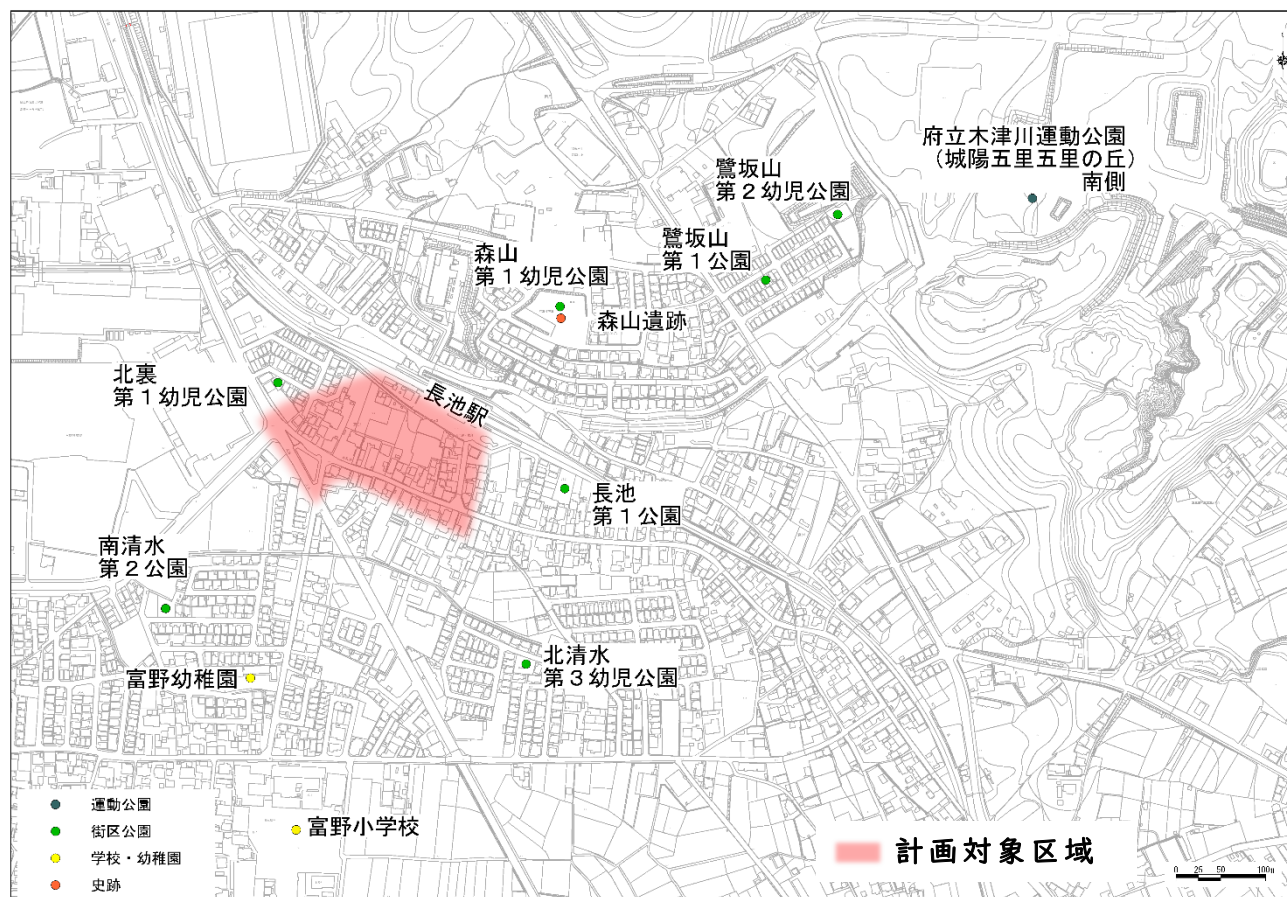 府立木津川運動公園
（城陽五里五里の丘）
南側
鷺坂山
第２幼児公園
鷺坂山
第１公園
森山
第１幼児公園
森山遺跡
北裏
第１幼児公園
長池駅
長池
第１公園
南清水
第２公園
北清水
第３幼児公園
富野幼稚園
富野小学校
運動公園
街区公園
学校・幼稚園
史跡
計画対象区域
0 25 50 100m